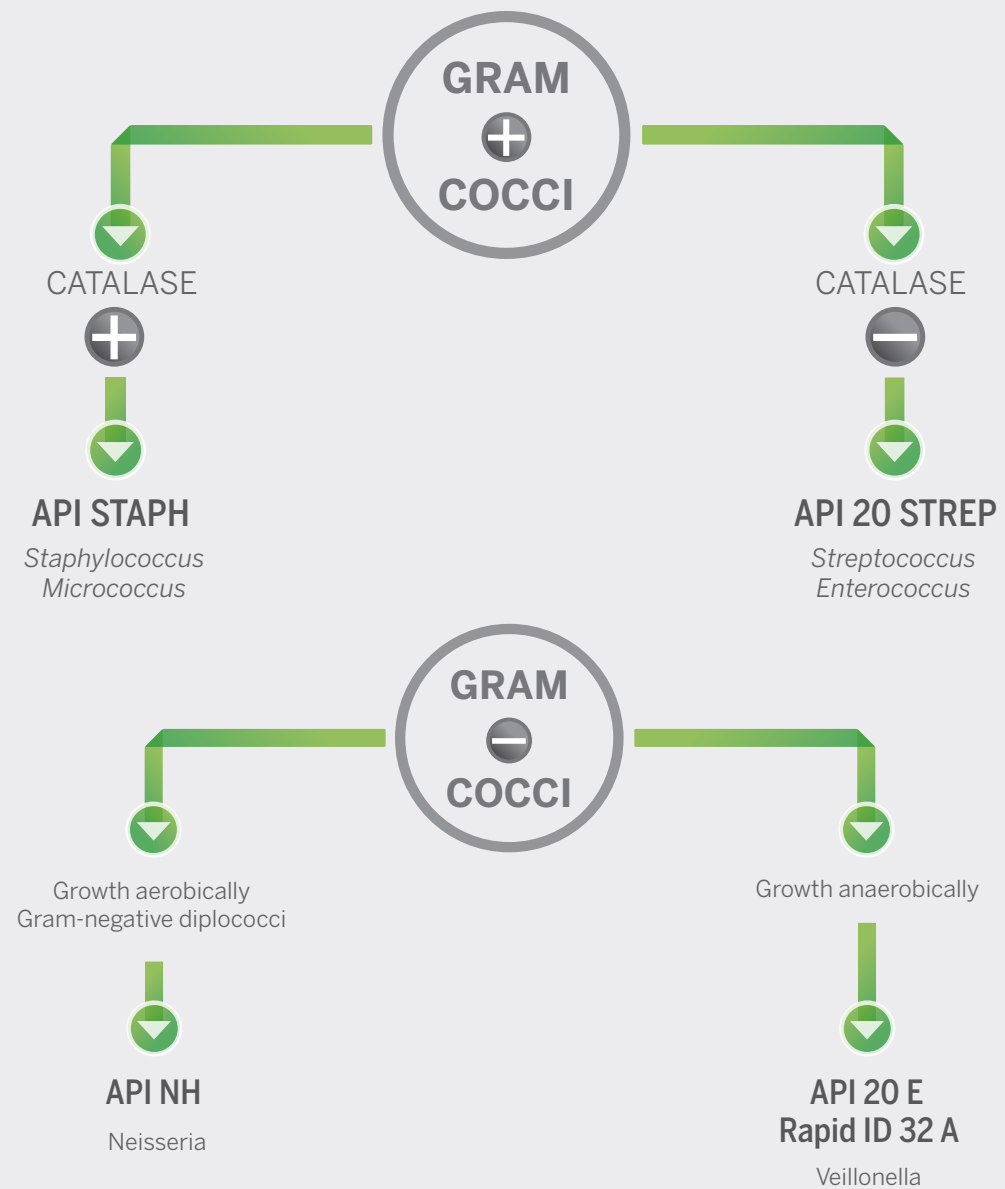 GRAM
+
COCCI
CATALASE
+
API STAPH
Staphylococcus
Micrococcus
CATALASE
−
API 20 STREP
Streptococcus
Enterococcus
GRAM
−
COCCI
Growth aerobically
Gram-negative diplococci
API NH
Neisseria
Growth anaerobically
API 20 E
Rapid ID 32 A
Veillonella